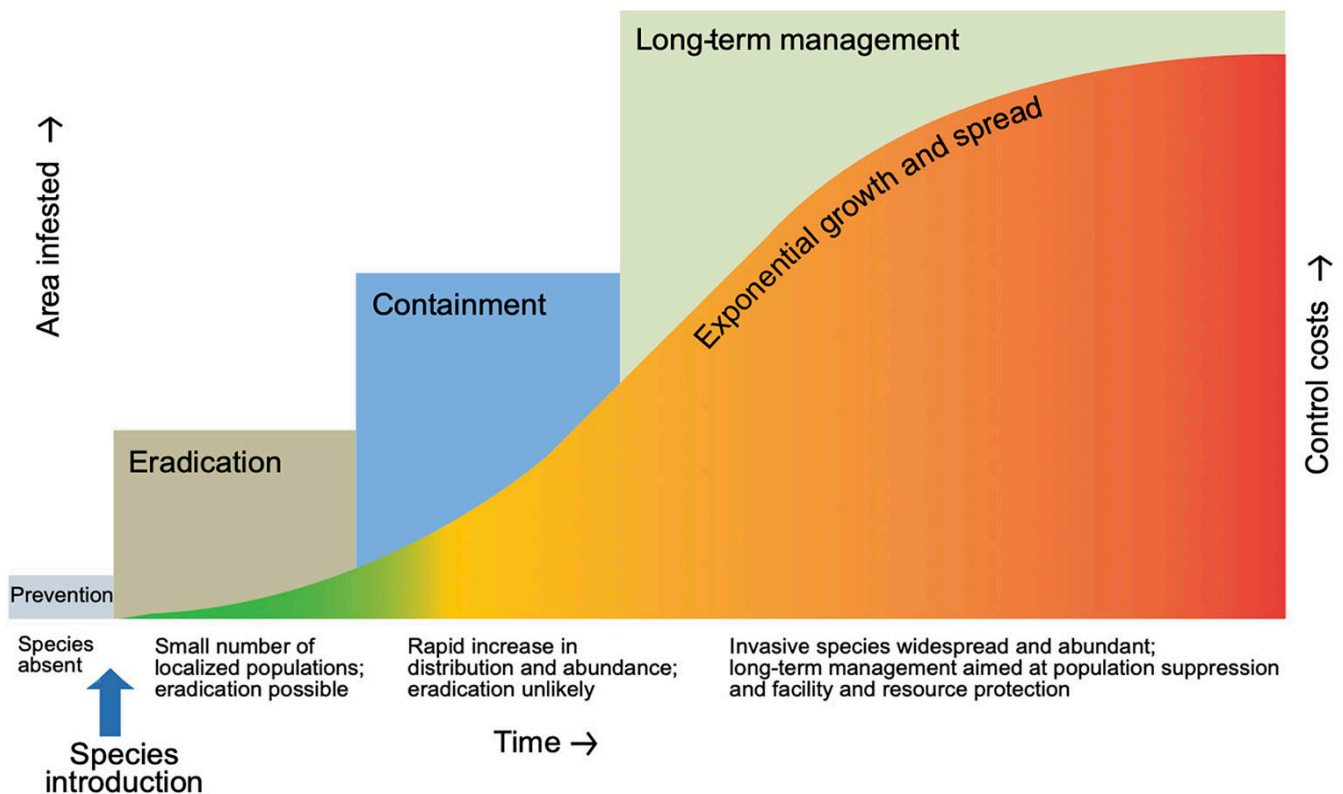 Long-term management
Area infested →
Exponential growth and spread
Containment
Control costs →
Eradication
Prevention
Species
absent
Small number of
localized populations;
eradication possible
Rapid increase in
distribution and abundance;
eradication unlikely
Invasive species widespread and abundant;
long-term management aimed at population suppression
and facility and resource protection
Time →
Species
introduction